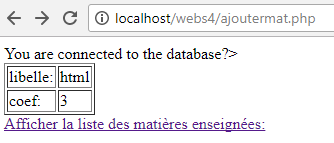 localhost/webs4/ajoutermat.php
You are connected to the database?>
libelle: html
coef: 3
Afficher la liste des matières enseignées: